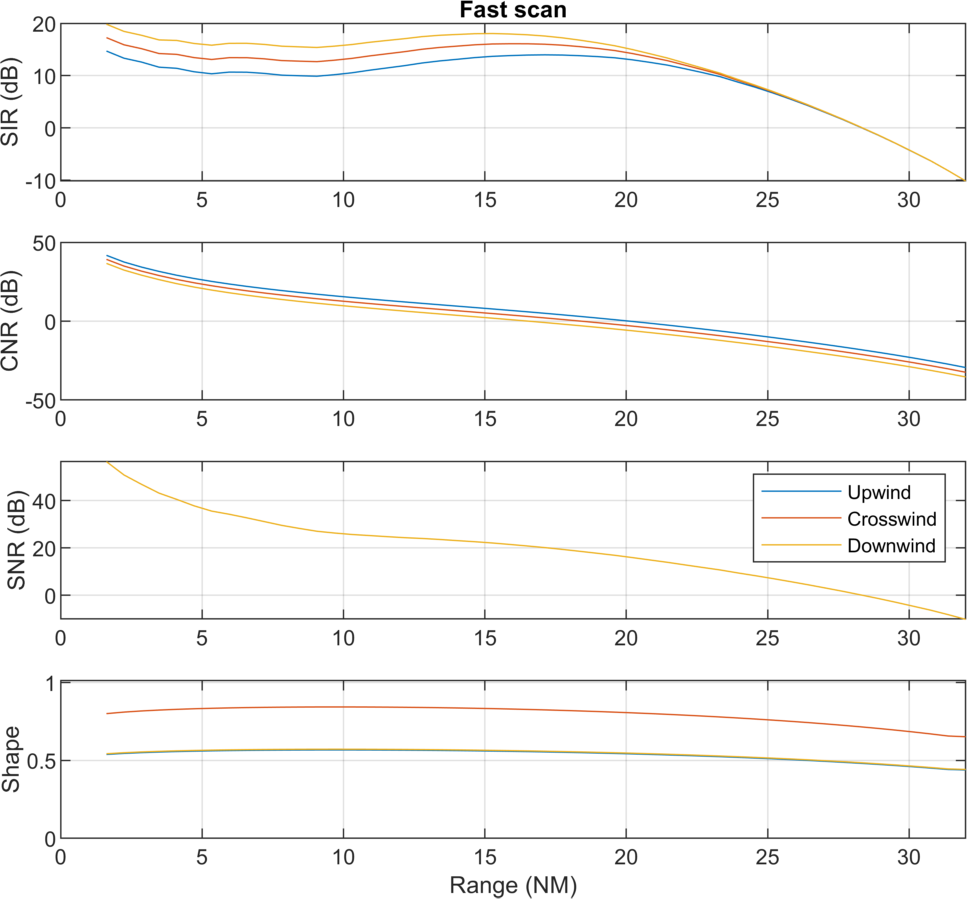 Fast scan
SIR (dB)
20
10
0
-10
0 5 10 15 20 25 30
CNR (dB)
50
0
-50
0 5 10 15 20 25 30
SNR (dB)
40
20
0
Upwind
Crosswind
Downwind
0 5 10 15 20 25 30
Shape
1
0.5
0
0 5 10 15 20 25 30
Range (NM)